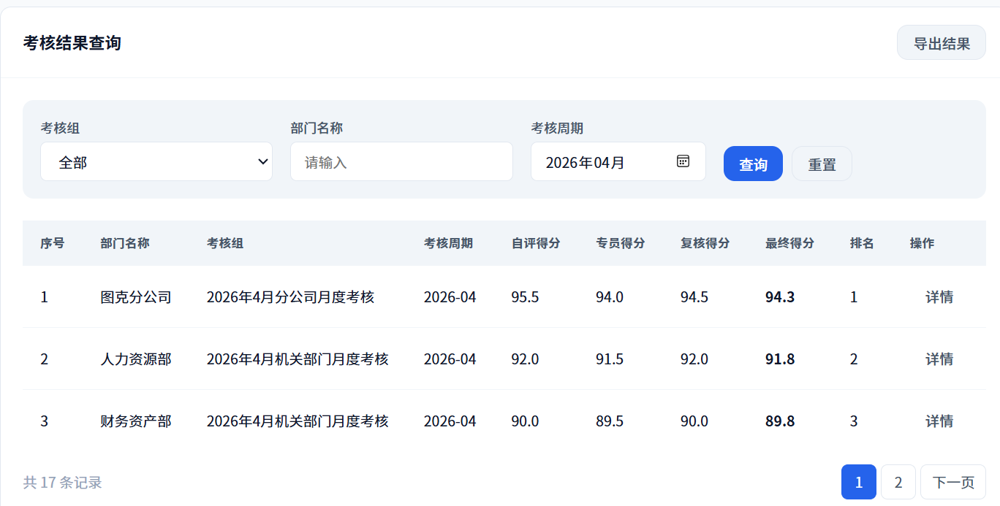 考核结果查询
导出结果
考核组 部门名称 考核周期
全部 请输入 2026年04月 查询 重置
序号 部门名称 考核组 考核周期 自评得分 专员得分 复核得分 最终得分 排名 操作
1 图克分公司 2026年4月分公司月度考核 2026-04 95.5 94.0 94.5 94.3 1 详情
2 人力资源部 2026年4月机关部门月度考核 2026-04 92.0 91.5 92.0 91.8 2 详情
3 财务资产部 2026年4月机关部门月度考核 2026-04 90.0 89.5 90.0 89.8 3 详情
共 17 条记录 1 2 下一页